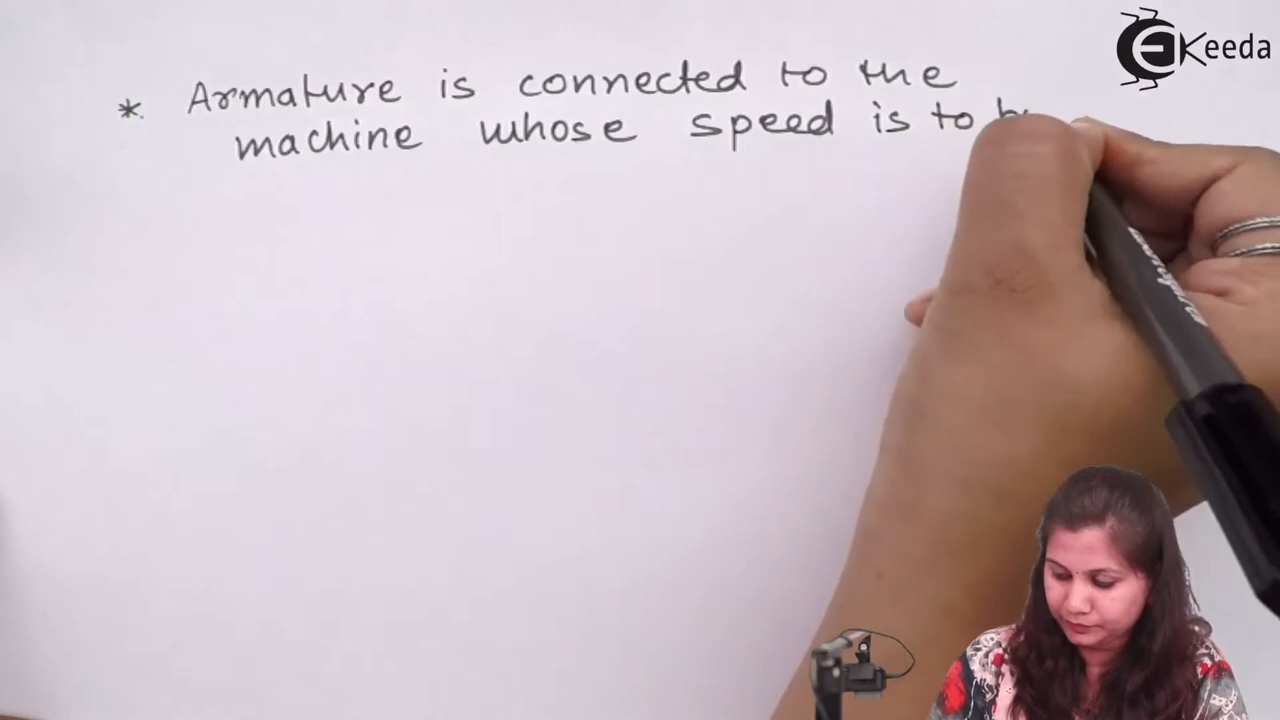 EKeeda
* Armature is connected to the
machine whose speed is to